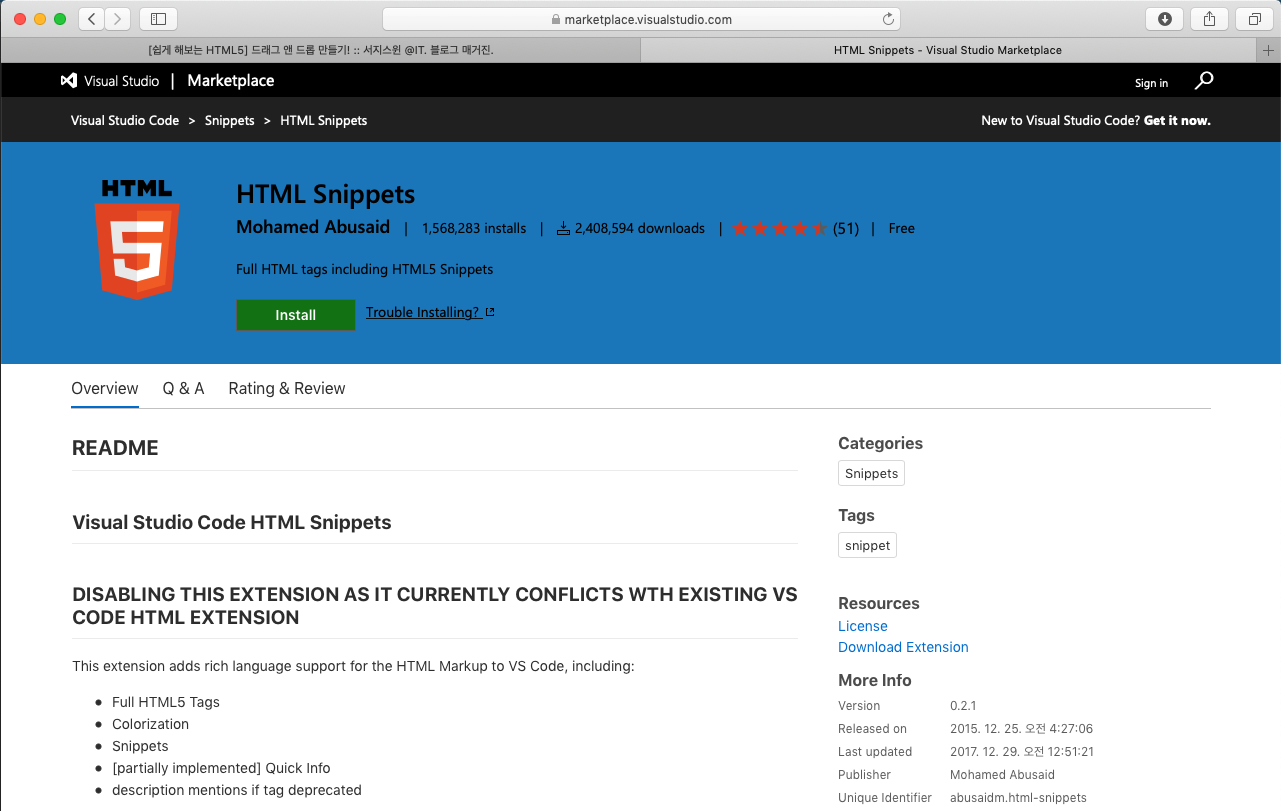 marketplace.visualstudio.com
[쉽게 해보는 HTML5] 드래그 앤 드롭 만들기! :: 서지스윈 @IT. 블로그 매거진.
HTML Snippets - Visual Studio Marketplace
Visual Studio | Marketplace
Sign in
Visual Studio Code > Snippets > HTML Snippets
New to Visual Studio Code? Get it now.
HTML
5
HTML Snippets
Mohamed Abusaid | 1,568,283 installs | 2,408,594 downloads | (51) | Free
Full HTML tags including HTML5 Snippets
Install
Trouble Installing?
Overview
Q & A
Rating & Review
README
Visual Studio Code HTML Snippets
DISABLING THIS EXTENSION AS IT CURRENTLY CONFLICTS WTH EXISTING VS
CODE HTML EXTENSION
This extension adds rich language support for the HTML Markup to VS Code, including:
• Full HTML5 Tags
• Colorization
• Snippets
• [partially implemented] Quick Info
• description mentions if tag deprecated
Categories
Snippets
Tags
snippet
Resources
License
Download Extension
More Info
Version 0.2.1
Released on 2015. 12. 25. 오전 4:27:06
Last updated 2017. 12. 29. 오전 12:51:21
Publisher Mohamed Abusaid
Unique Identifier abusaidm.html-snippets